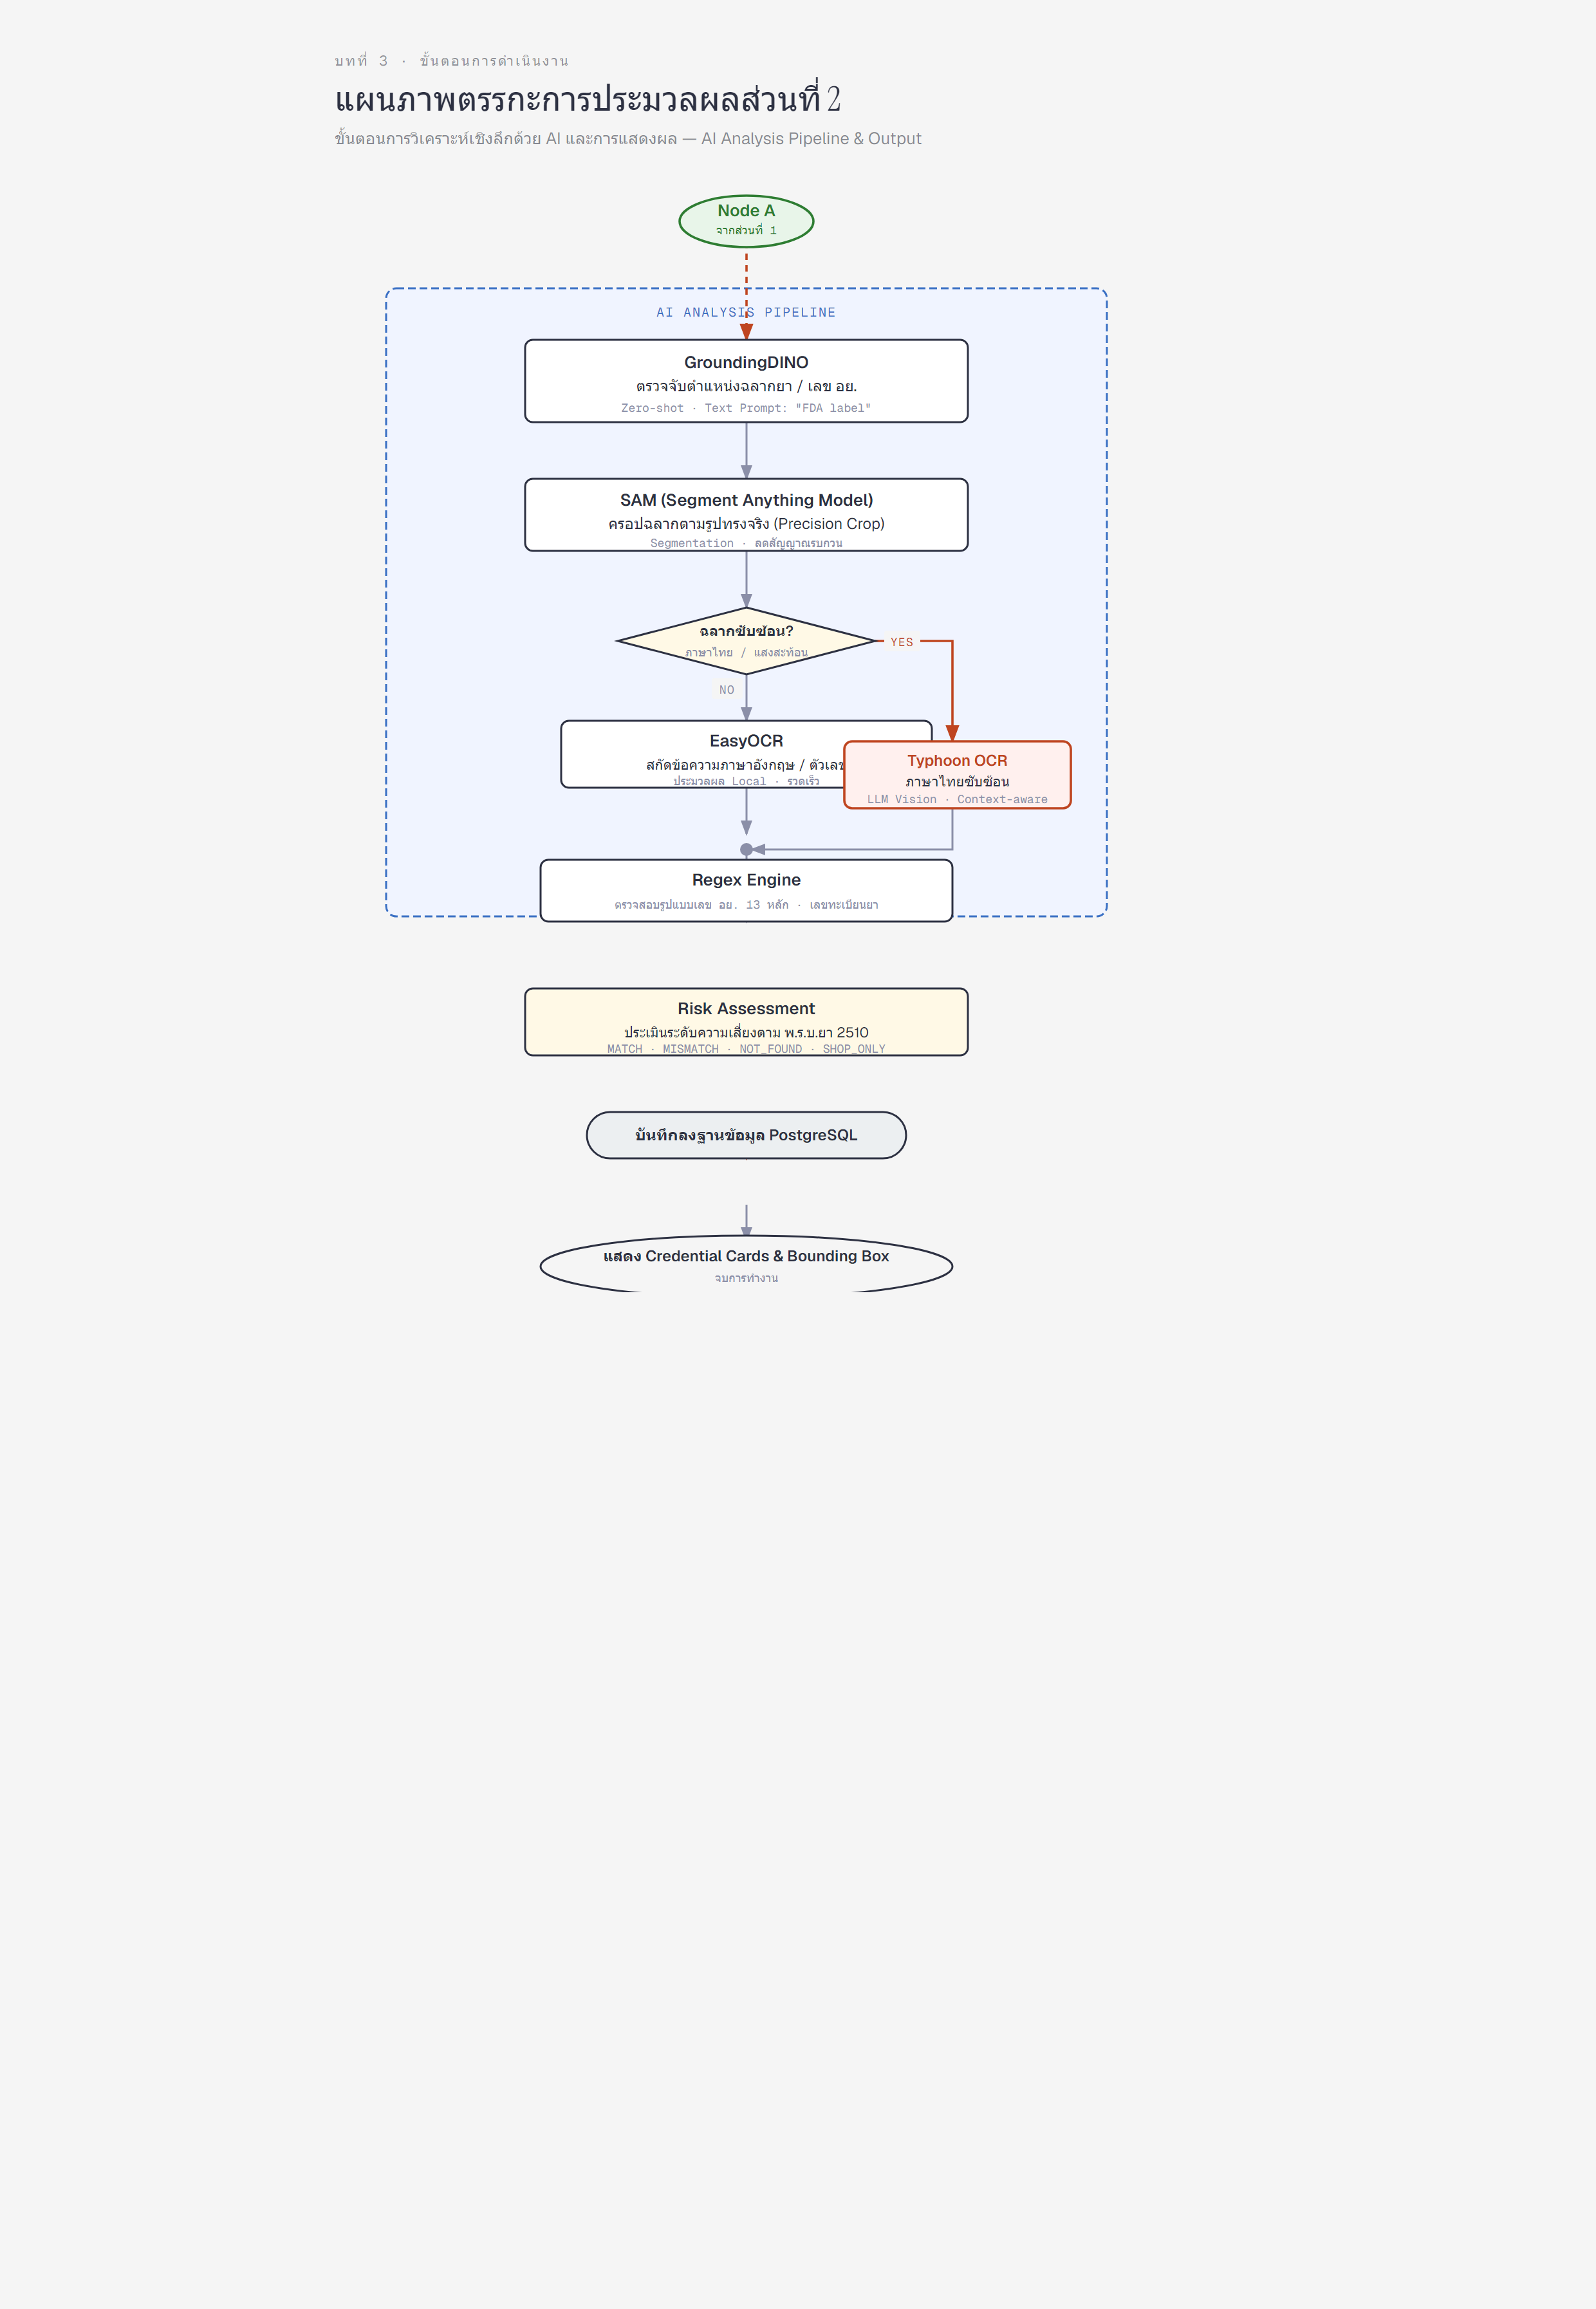 บทที่ 3 · ขั้นตอนการดำเนินงาน
แผนภาพตรรกะการประมวลผลส่วนที่ 2
ขั้นตอนการวิเคราะห์เชิงลึกด้วย AI และการแสดงผล — AI Analysis Pipeline & Output
Node A
จากส่วนที่ 1
AI ANALYSIS PIPELINE
GroundingDINO
ตรวจจับตำแหน่งฉลากยา / เลข อย.
Zero-shot · Text Prompt: "FDA label"
SAM (Segment Anything Model)
ครอปฉลากตามรูปทรงจริง (Precision Crop)
Segmentation · ลดสัญญาณรบกวน
ฉลากซับซ้อน?
ภาษาไทย / แสงสะท้อน
YES
NO
EasyOCR
สกัดข้อความภาษาอังกฤษ / ตัวเลข
ประมวลผล Local · รวดเร็ว
Typhoon OCR
ภาษาไทยซับซ้อน
LLM Vision · Context-aware
Regex Engine
ตรวจสอบรูปแบบเลข อย. 13 หลัก · เลขทะเบียนยา
Risk Assessment
ประเมินระดับความเสี่ยงตาม พ.ร.บ.ยา 2510
MATCH · MISMATCH · NOT_FOUND · SHOP_ONLY
บันทึกลงฐานข้อมูล PostgreSQL
แสดง Credential Cards & Bounding Box
จบการทำงาน